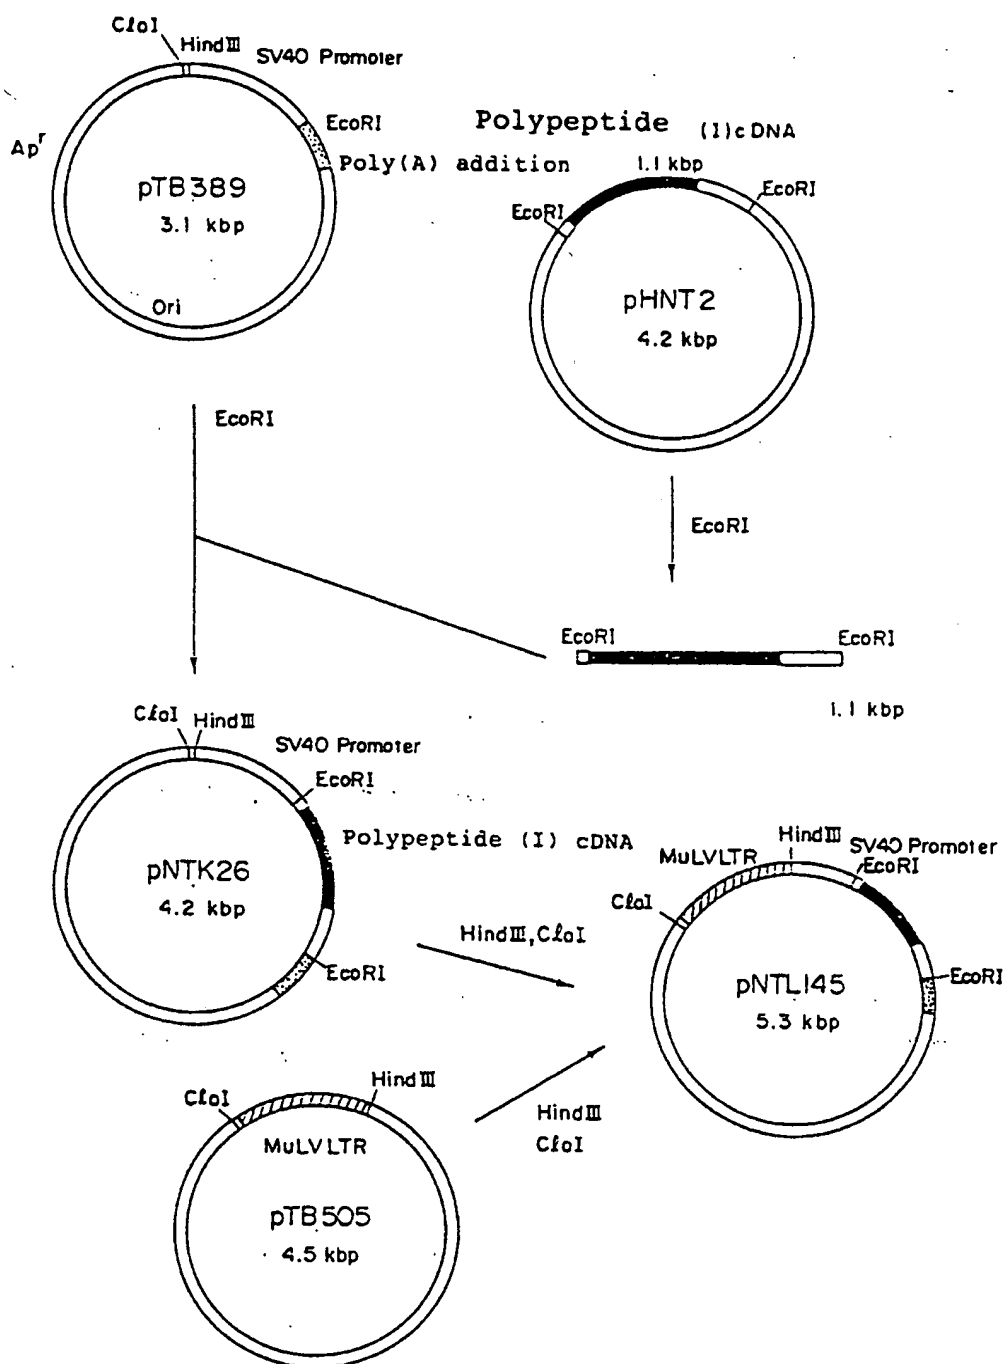 ClaI
HindIII
SV40 Promoter
EcoRI
Poly(A) addition
Apr
pTB389
3.1 kbp
Ori
Polypeptide (I)cDNA
1.1 kbp
EcoRI
EcoRI
pHNT2
4.2 kbp
EcoRI
EcoRI
EcoRI
EcoRI
1.1 kbp
ClaI
HindIII
SV40 Promoter
EcoRI
Polypeptide (I) cDNA
pNTK26
4.2 kbp
EcoRI
HindIII,ClaI
HindIII
SV40 Promoter
EcoRI
MuLVLTR
ClaI
pNTL145
5.3 kbp
EcoRI
ClaI
HindIII
MuLVLTR
pTB505
4.5 kbp
HindIII
ClaI